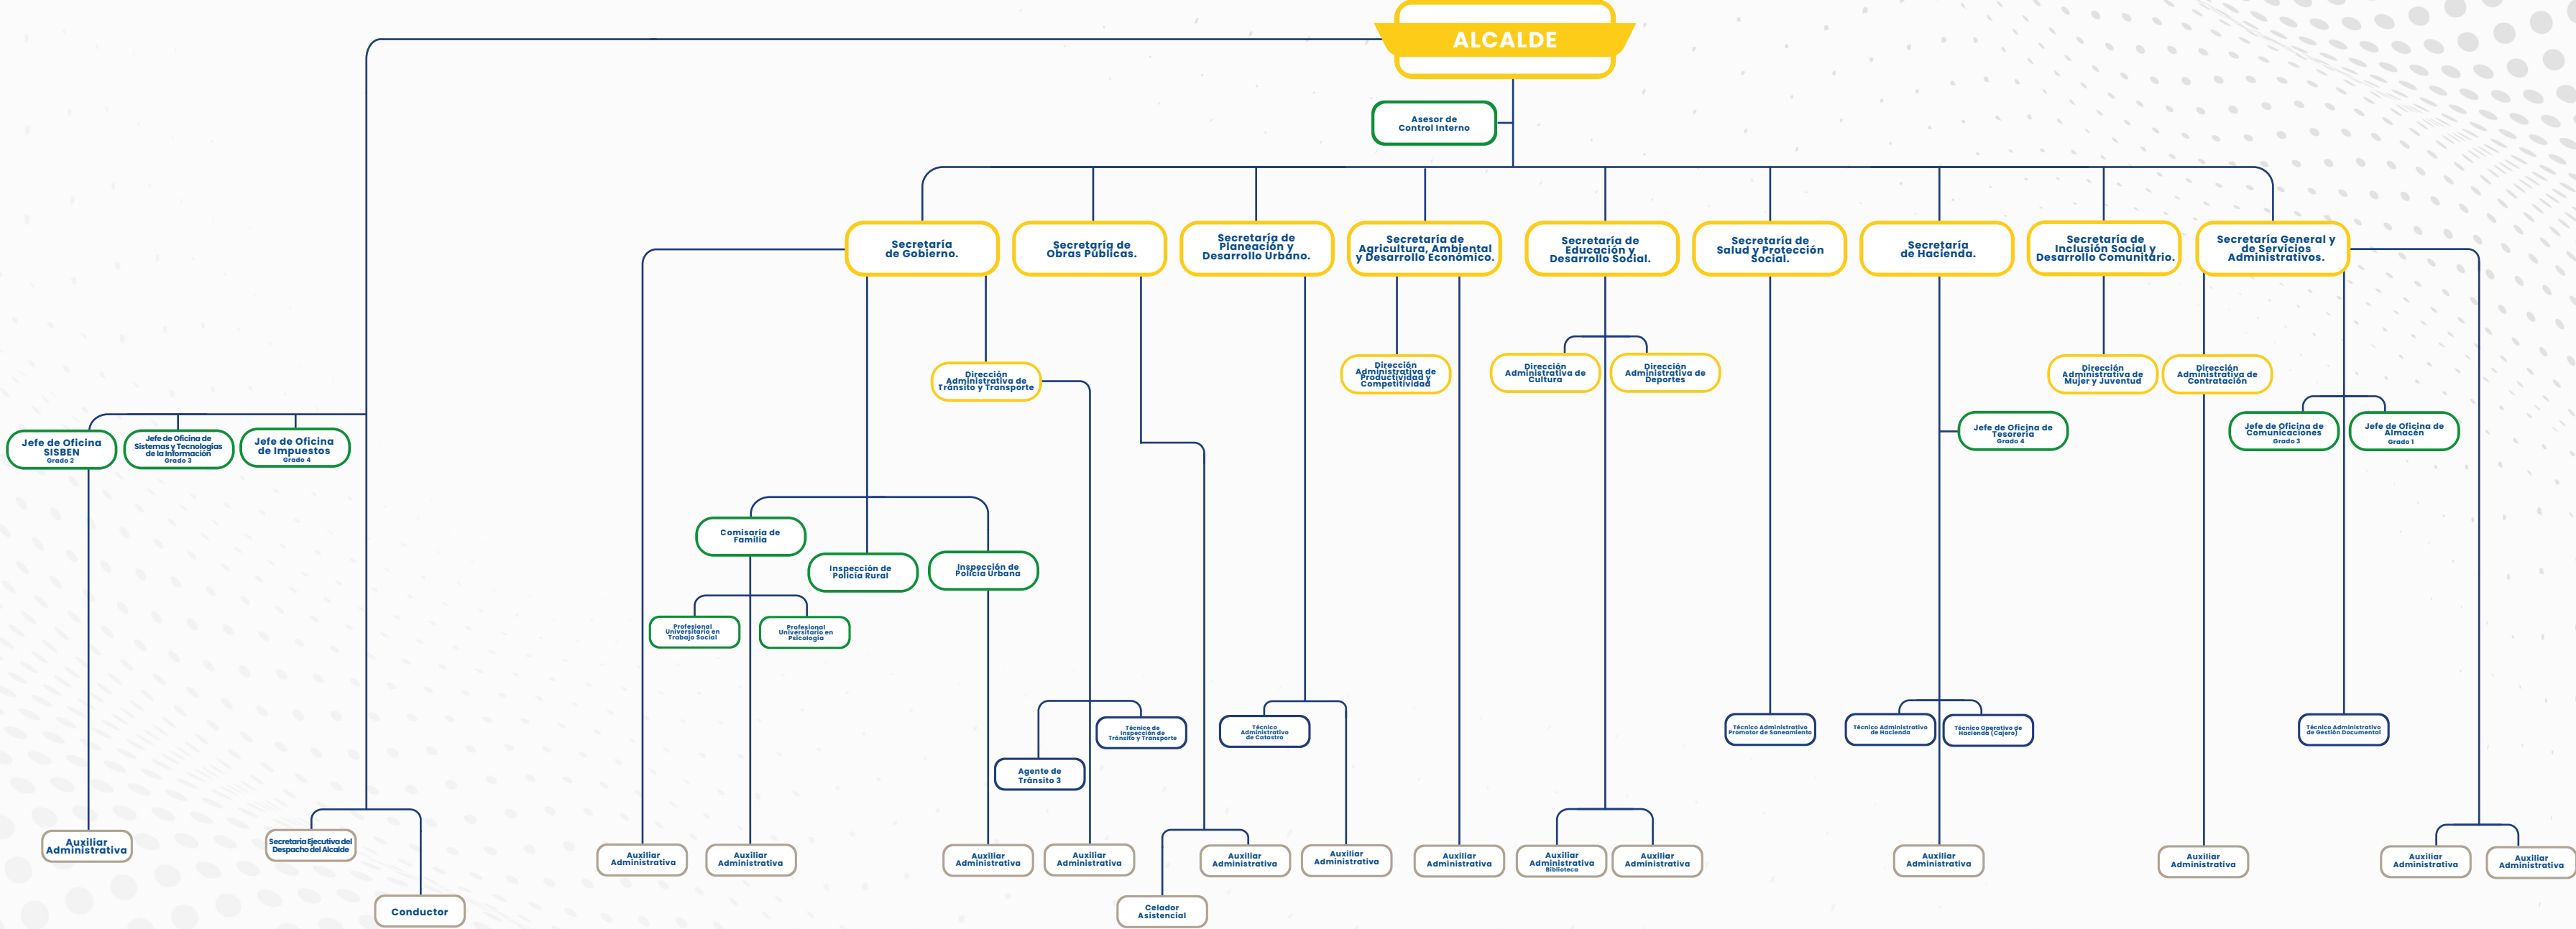 ALCALDE
Asesor de
Control Interno
Secretaría
de Gobierno.
Secretaría de
Obras Públicas.
Secretaría de
Planeación y
Desarrollo Urbano.
Secretaría de
Agricultura, Ambiental
y Desarrollo Económico.
Secretaría de
Educación y
Desarrollo Social.
Secretaría de
Salud y Protección
Social.
Secretaría
de Hacienda.
Secretaría de
Inclusión Social y
Desarrollo Comunitario.
Secretaría General y
de Servicios
Administrativos.
Dirección
Administrativa de
Tránsito y Transporte
Dirección
Administrativa de
Productividad y
Competitividad
Dirección
Administrativa de
Cultura
Dirección
Administrativa de
Deportes
Dirección
Administrativa de
Mujer y Juventud
Dirección
Administrativa de
Contratación
Jefe de Oficina
SISBEN
Grado 2
Jefe de Oficina de
Sistemas y Tecnologías
de la Información
Grado 3
Jefe de Oficina
de Impuestos
Grado 4
Jefe de Oficina de
Tesorería
Grado 4
Jefe de Oficina de
Comunicaciones
Grado 3
Jefe de Oficina de
Almacén
Grado 1
Comisaría de
Familia
Inspección de
Policía Rural
Inspección de
Policía Urbana
Profesional
Universitario en
Trabajo Social
Profesional
Universitario en
Psicología
Técnico de
Inspección de
Tránsito y Transporte
Técnico
Administrativo
de Catastro
Técnico Administrativo
Promotor de Saneamiento
Técnico Administrativo
de Hacienda
Técnico Operativo de
Hacienda (Cajero)
Técnico Administrativo
de Gestión Documental
Agente de
Tránsito 3
Auxiliar
Administrativa
Secretaria Ejecutiva del
Despacho del Alcalde
Auxiliar
Administrativa
Auxiliar
Administrativa
Auxiliar
Administrativa
Auxiliar
Administrativa
Auxiliar
Administrativa
Auxiliar
Administrativa
Auxiliar
Administrativa
Auxiliar
Administrativa
Biblioteca
Auxiliar
Administrativa
Auxiliar
Administrativa
Auxiliar
Administrativa
Auxiliar
Administrativa
Auxiliar
Administrativa
Conductor
Celador
Asistencial